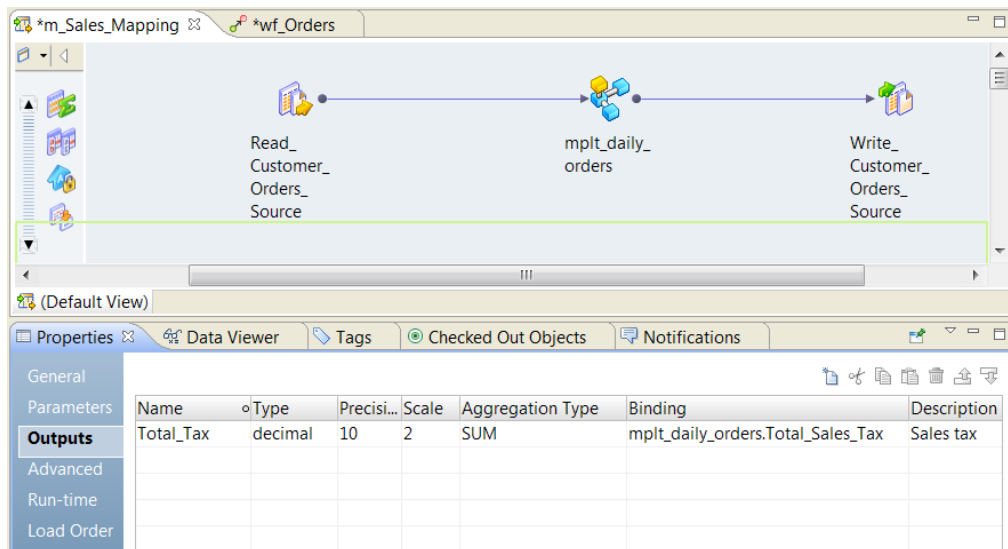 *m_Sales_Mapping *wf_Orders
Read_ mplt_daily_ Write_
Customer_ orders Customer_
Orders_ Orders_
Source Source
(Default View)
Properties Data Viewer Tags Checked Out Objects Notifications
General
Parameters
Outputs
Advanced
Run-time
Load Order
Name Type Precisi... Scale Aggregation Type Binding Description
Total_Tax decimal 10 2 SUM mplt_daily_orders.Total_Sales_Tax Sales tax